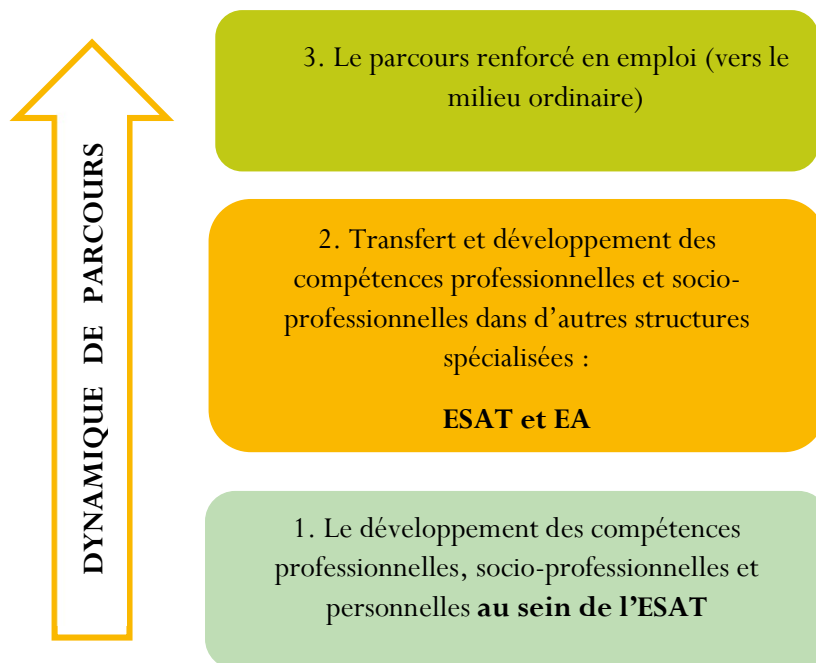 3. Le parcours renforcé en emploi (vers le
milieu ordinaire)
DYNAMIQUE DE PARCOURS
2. Transfert et développement des
compétences professionnelles et socio-
professionnelles dans d’autres structures
spécialisées :
ESAT et EA
1. Le développement des compétences
professionnelles, socio-professionnelles et
personnelles au sein de l’ESAT